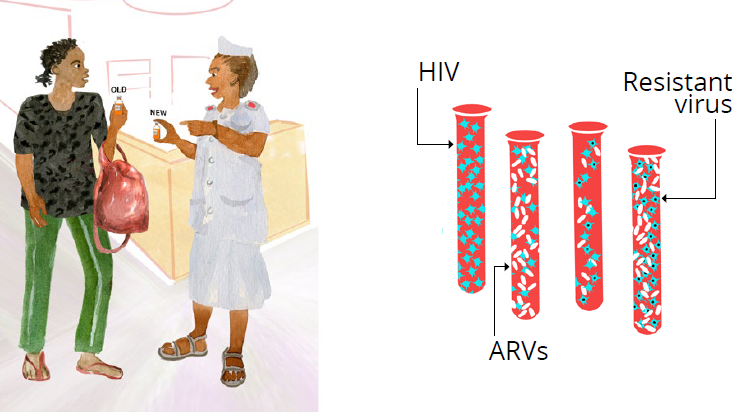 OLD
NEW
HIV
Resistant
virus
ARVs